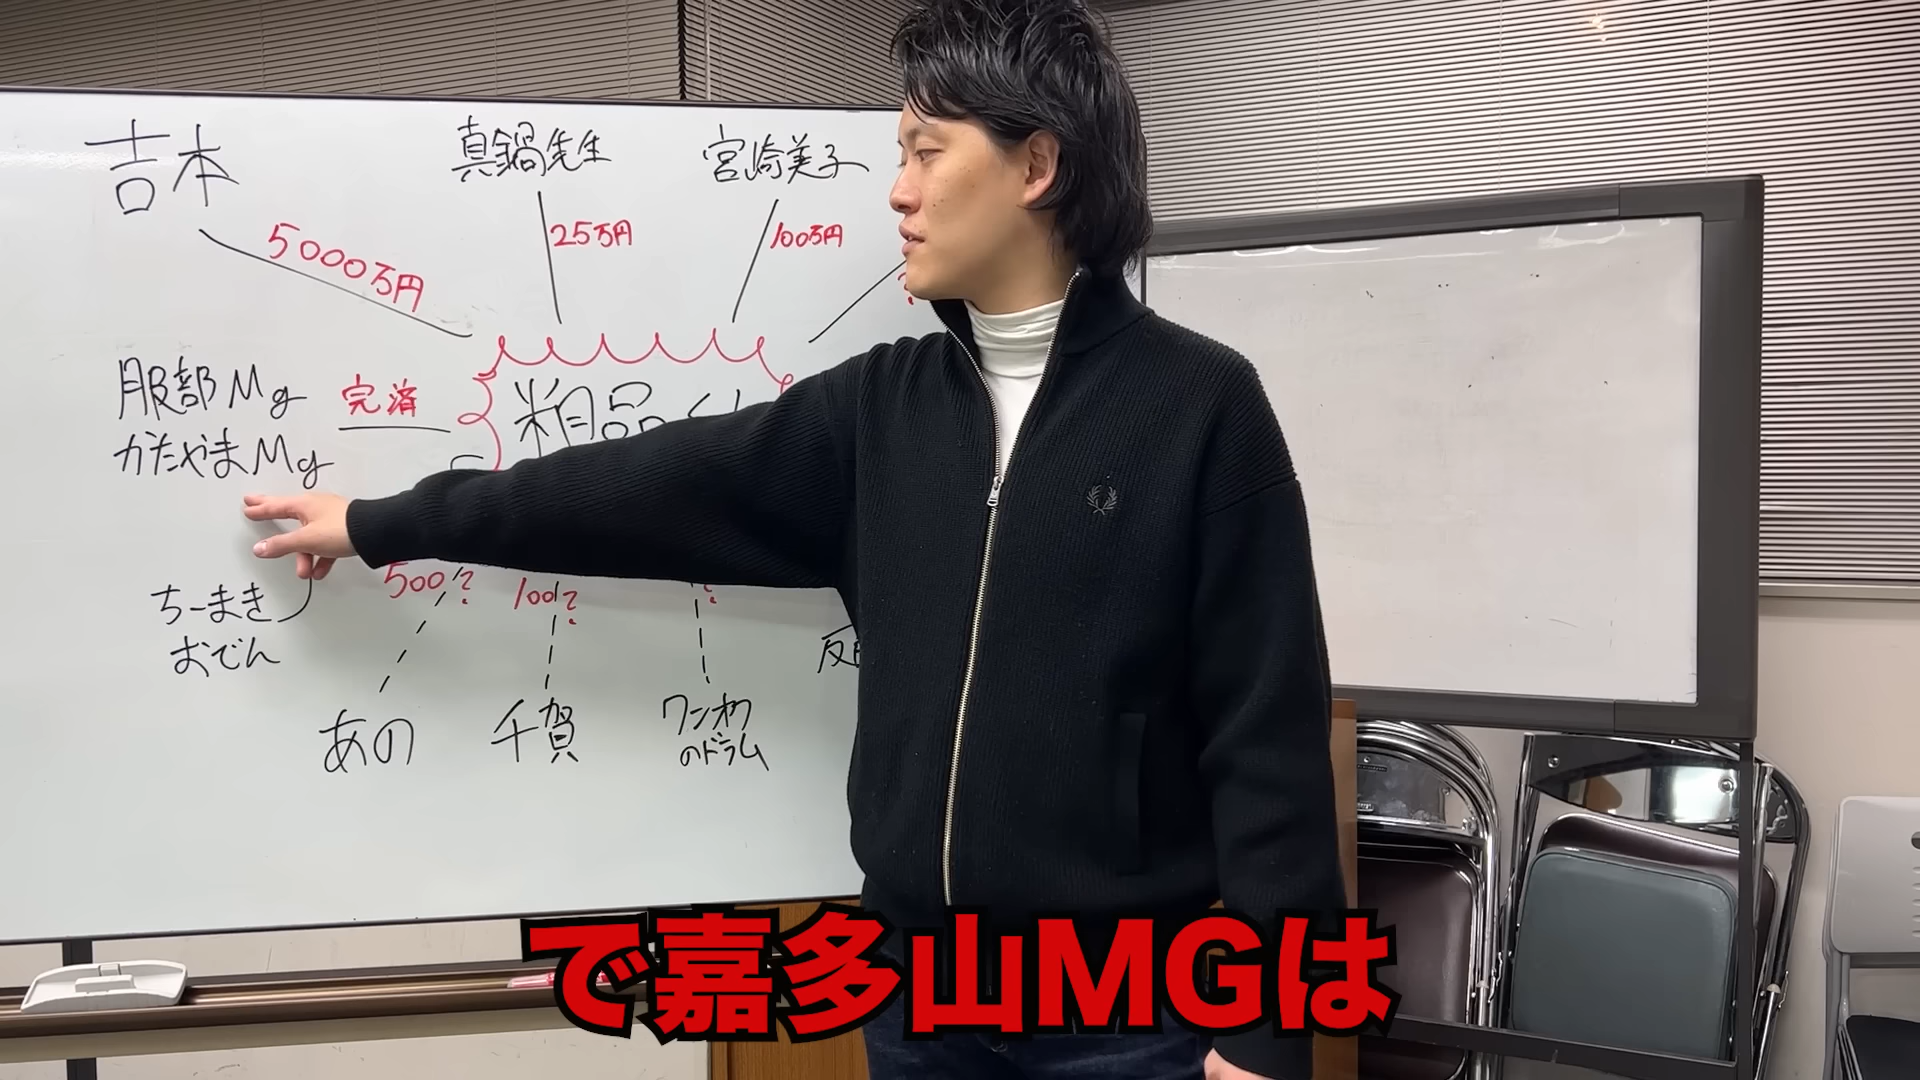 吉本
真鍋先生
宮崎美子
5000万円
25万円
100万円
服部Mg
かたやまMg
完済
粗品
500?
100?
?
ちーまき
おでん
あの
千賀
ワンオク
のドラム
で嘉多山MGは